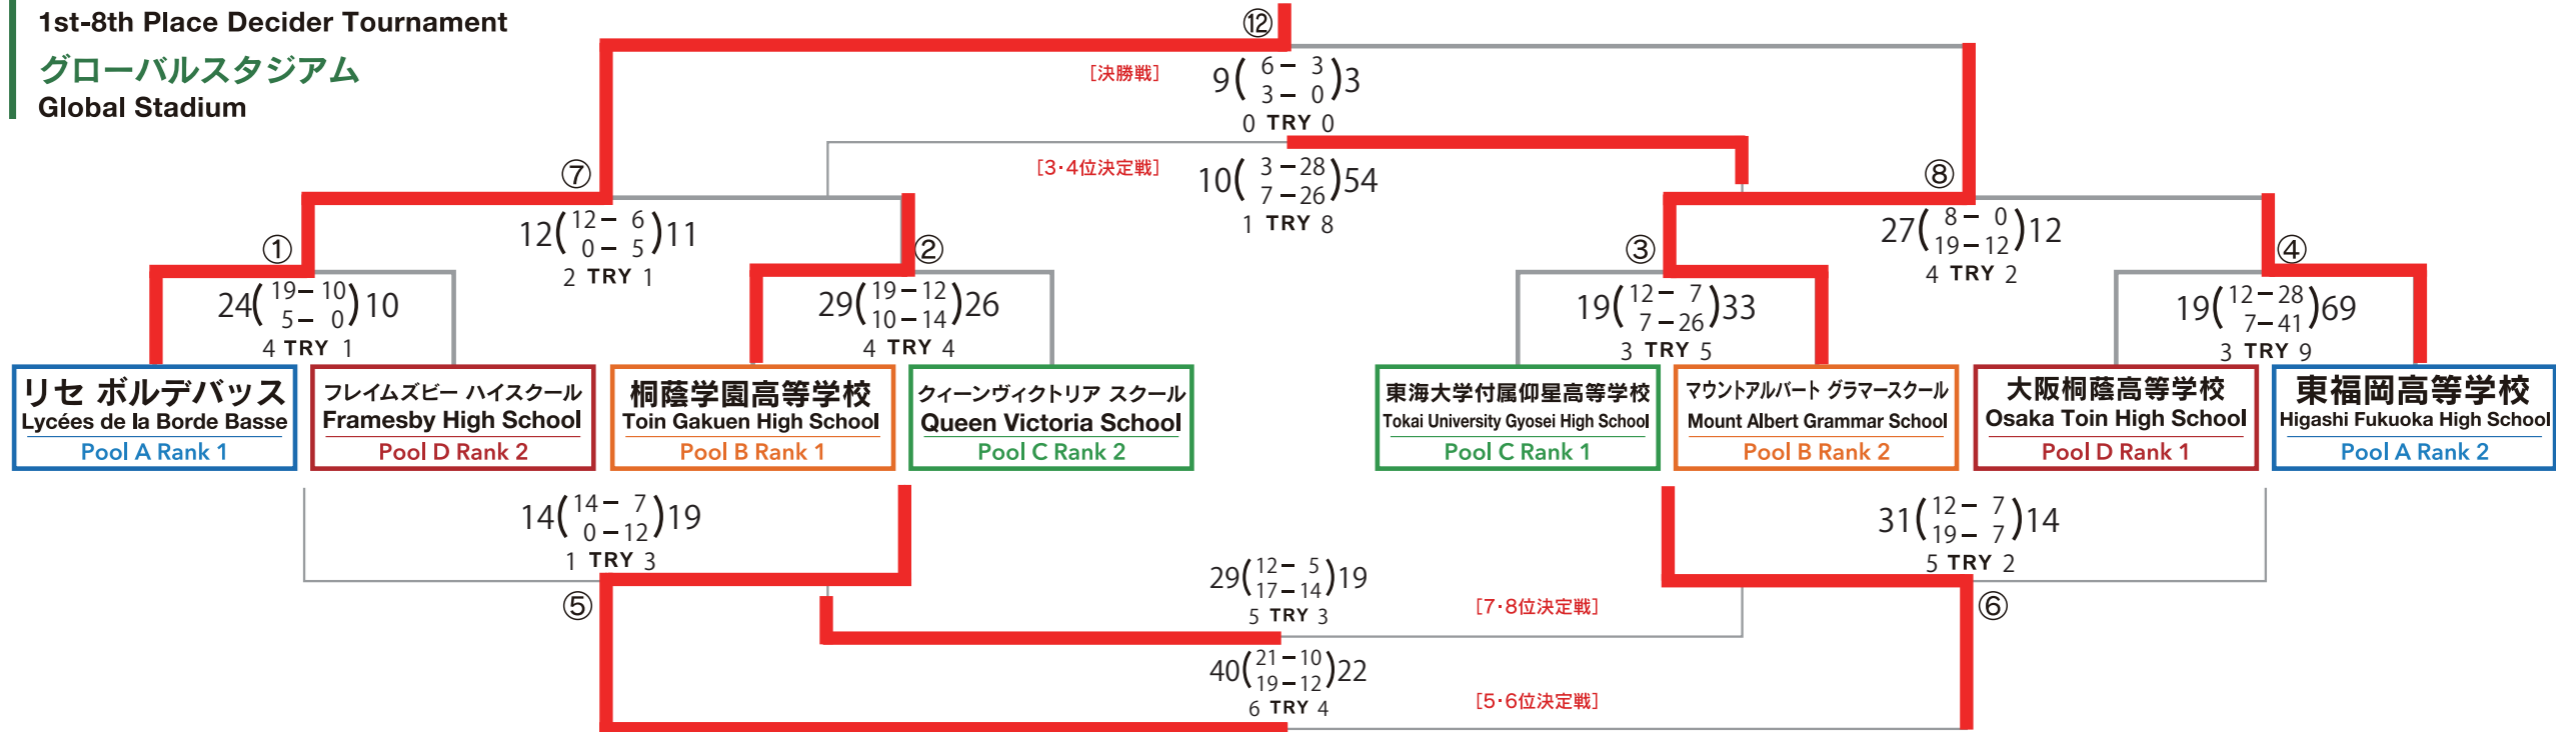 1st-8th Place Decider Tournament
グローバルスタジアム
Global Stadium
⑫
[決勝戦]
9( 6 − 3 )3
3 − 0
0 TRY 0
[3・4位決定戦]
10( 3 −28 )54
7 −26
1 TRY 8
⑦
12( 12 − 6 )11
0 − 5
2 TRY 1
⑧
27( 8 − 0 )12
19 −12
4 TRY 2
①
24( 19 − 10 )10
5 − 0
4 TRY 1
②
29( 19 − 12 )26
10 − 14
4 TRY 4
③
19( 12 − 7 )33
7 − 26
3 TRY 5
④
19( 12 − 28 )69
7 − 41
3 TRY 9
リセ ボルデバッス
Lycées de la Borde Basse
Pool A Rank 1
フレイムズビー ハイスクール
Framesby High School
Pool D Rank 2
桐蔭学園高等学校
Toin Gakuen High School
Pool B Rank 1
クィーンヴィクトリア スクール
Queen Victoria School
Pool C Rank 2
東海大学付属仰星高等学校
Tokai University Gyosei High School
Pool C Rank 1
マウントアルバート グラマースクール
Mount Albert Grammar School
Pool B Rank 2
大阪桐蔭高等学校
Osaka Toin High School
Pool D Rank 1
東福岡高等学校
Higashi Fukuoka High School
Pool A Rank 2
14( 14 − 7 )19
0 − 12
1 TRY 3
⑤
31( 12 − 7 )14
19 − 7
5 TRY 2
⑥
29( 12 − 5 )19
17 − 14
5 TRY 3
[7・8位決定戦]
40( 21 − 10 )22
19 − 12
6 TRY 4
[5・6位決定戦]